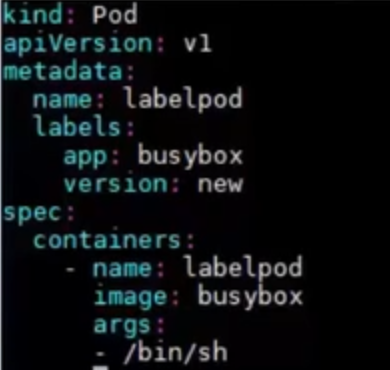 kind: Pod
apiVersion: v1
metadata:
  name: labelpod
  labels:
    app: busybox
    version: new
spec:
  containers:
    - name: labelpod
      image: busybox
      args:
      - /bin/sh